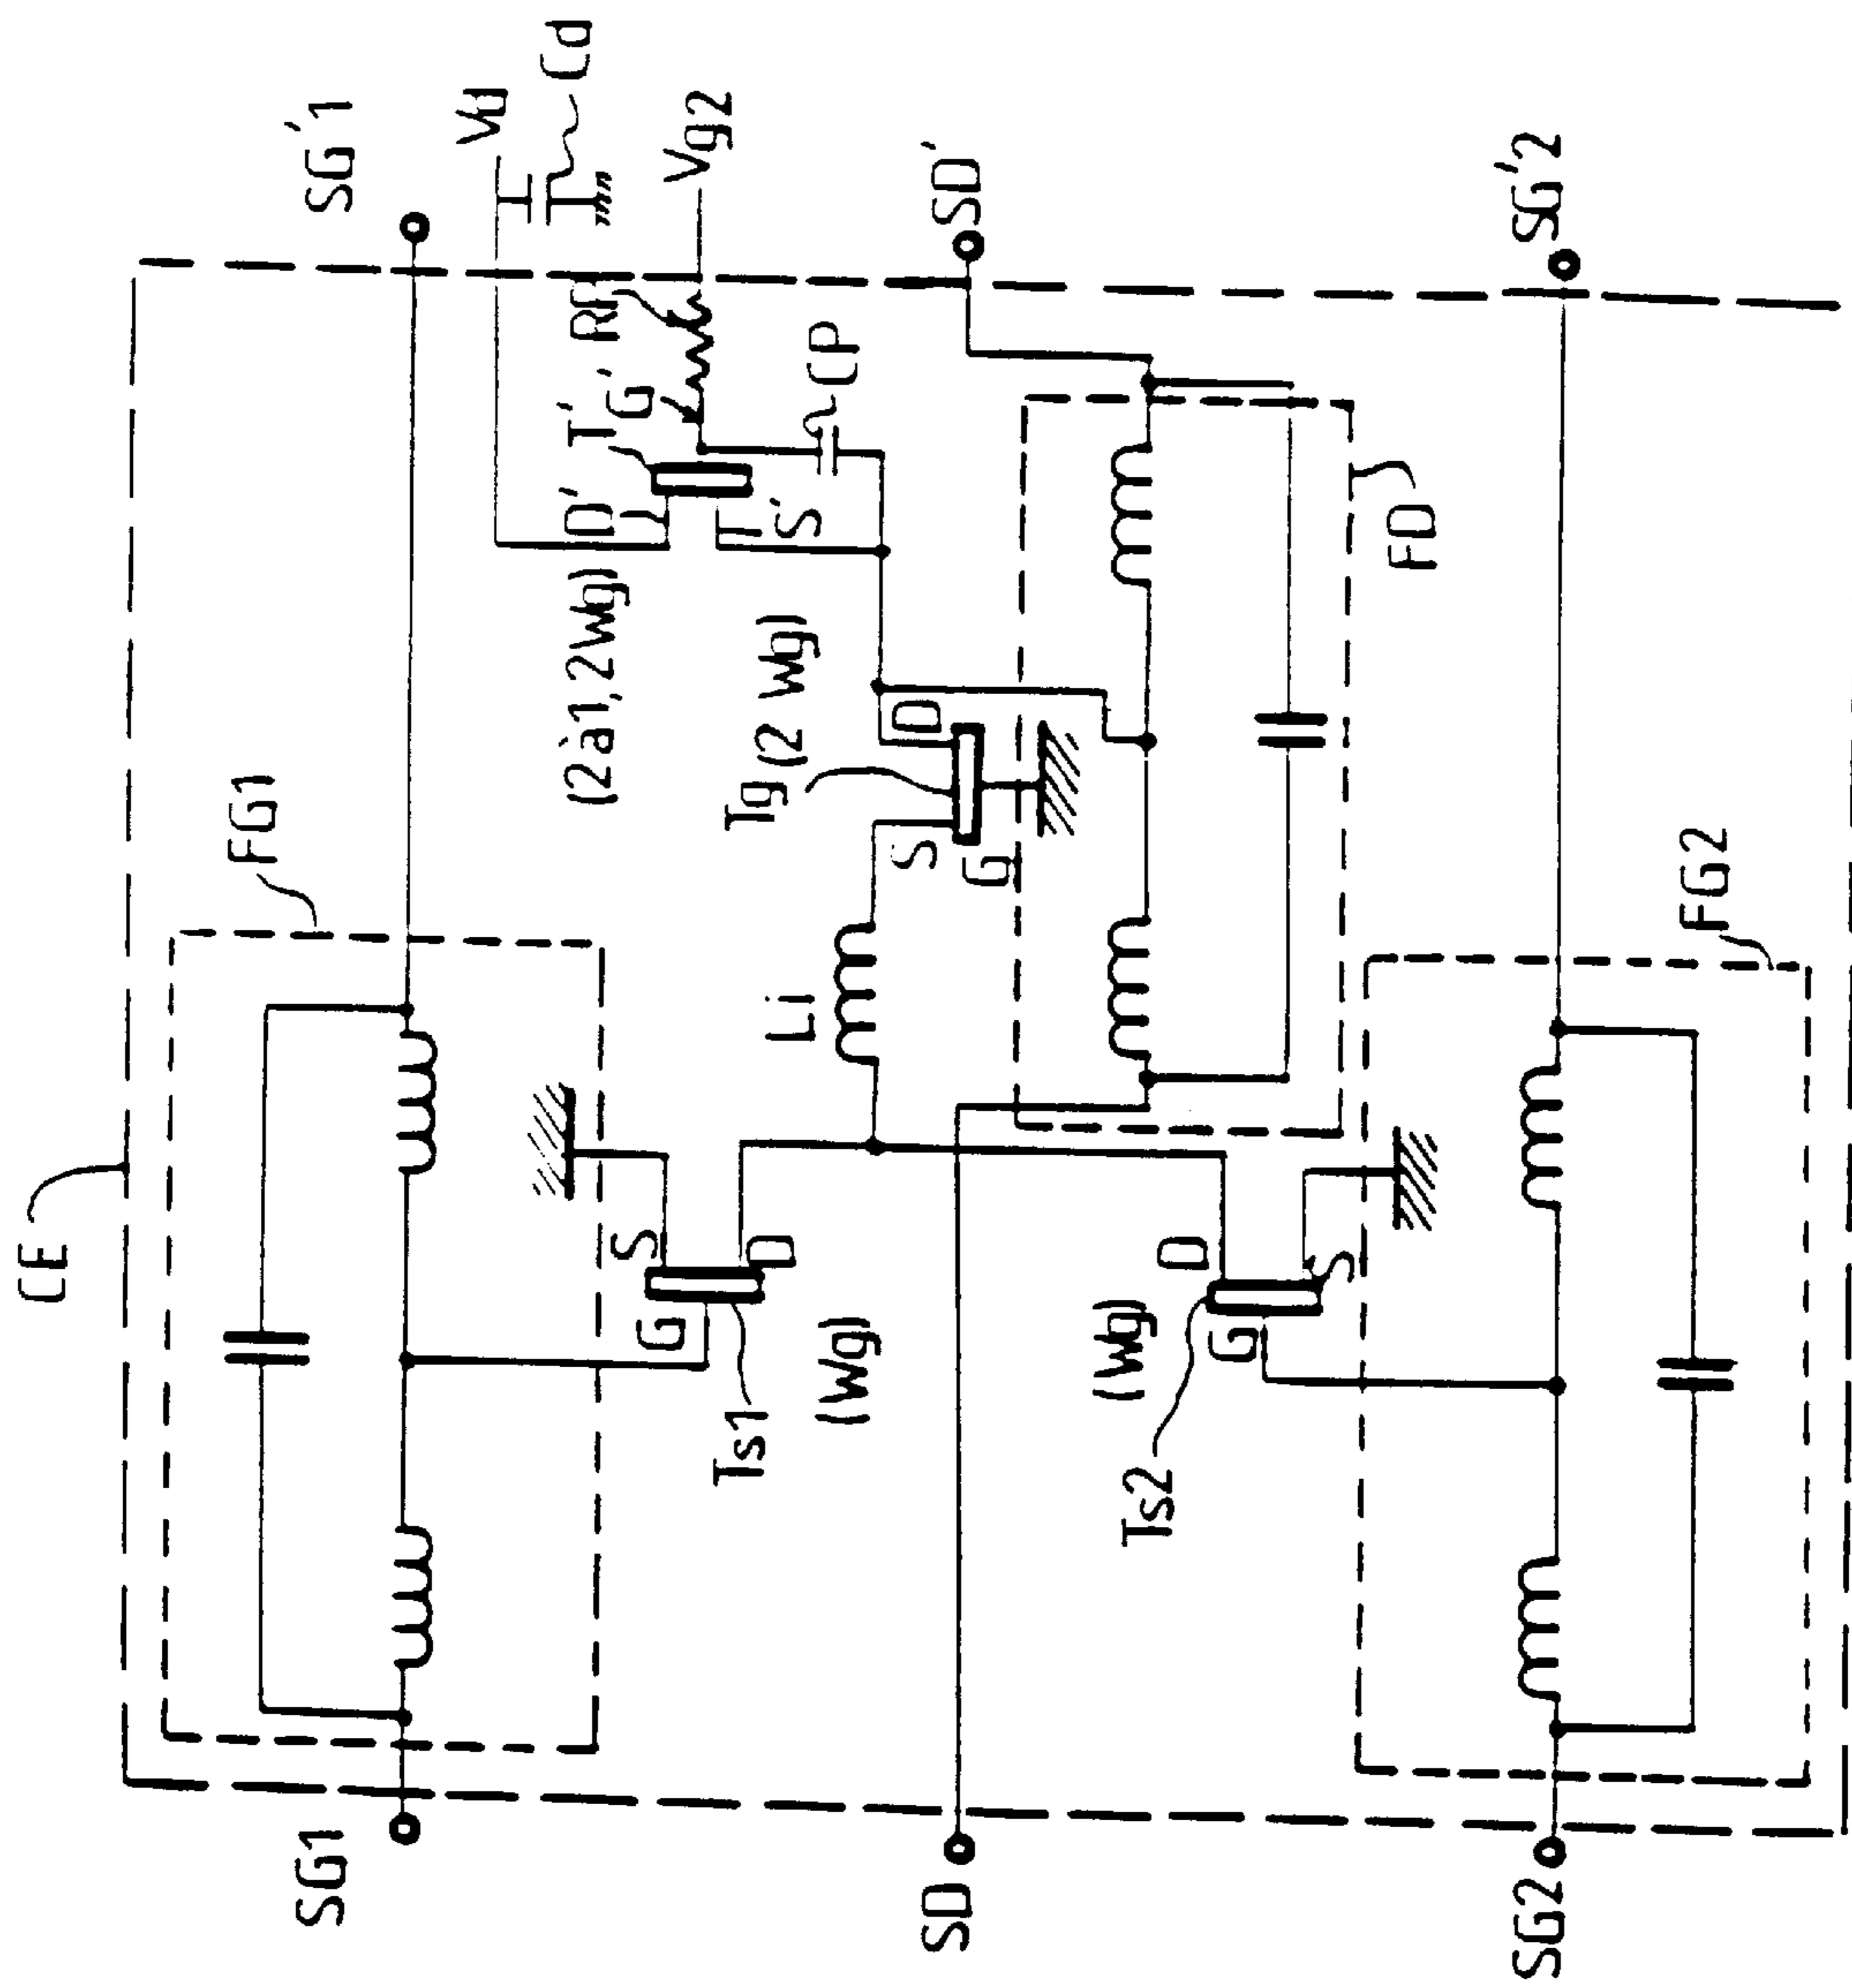 CE
FG1
SG1
SG'1
Vd
Cd
Vg2
(2à1,2Wg)
D'
T'
G'
RP
S'
CP
S
G
D
Ts1
(Wg)
Li
Tg (2 Wg)
S
D
G
SD
SD'
FD
(Wg)
D
G
S
Ts2
FG2
SG2
SG'2